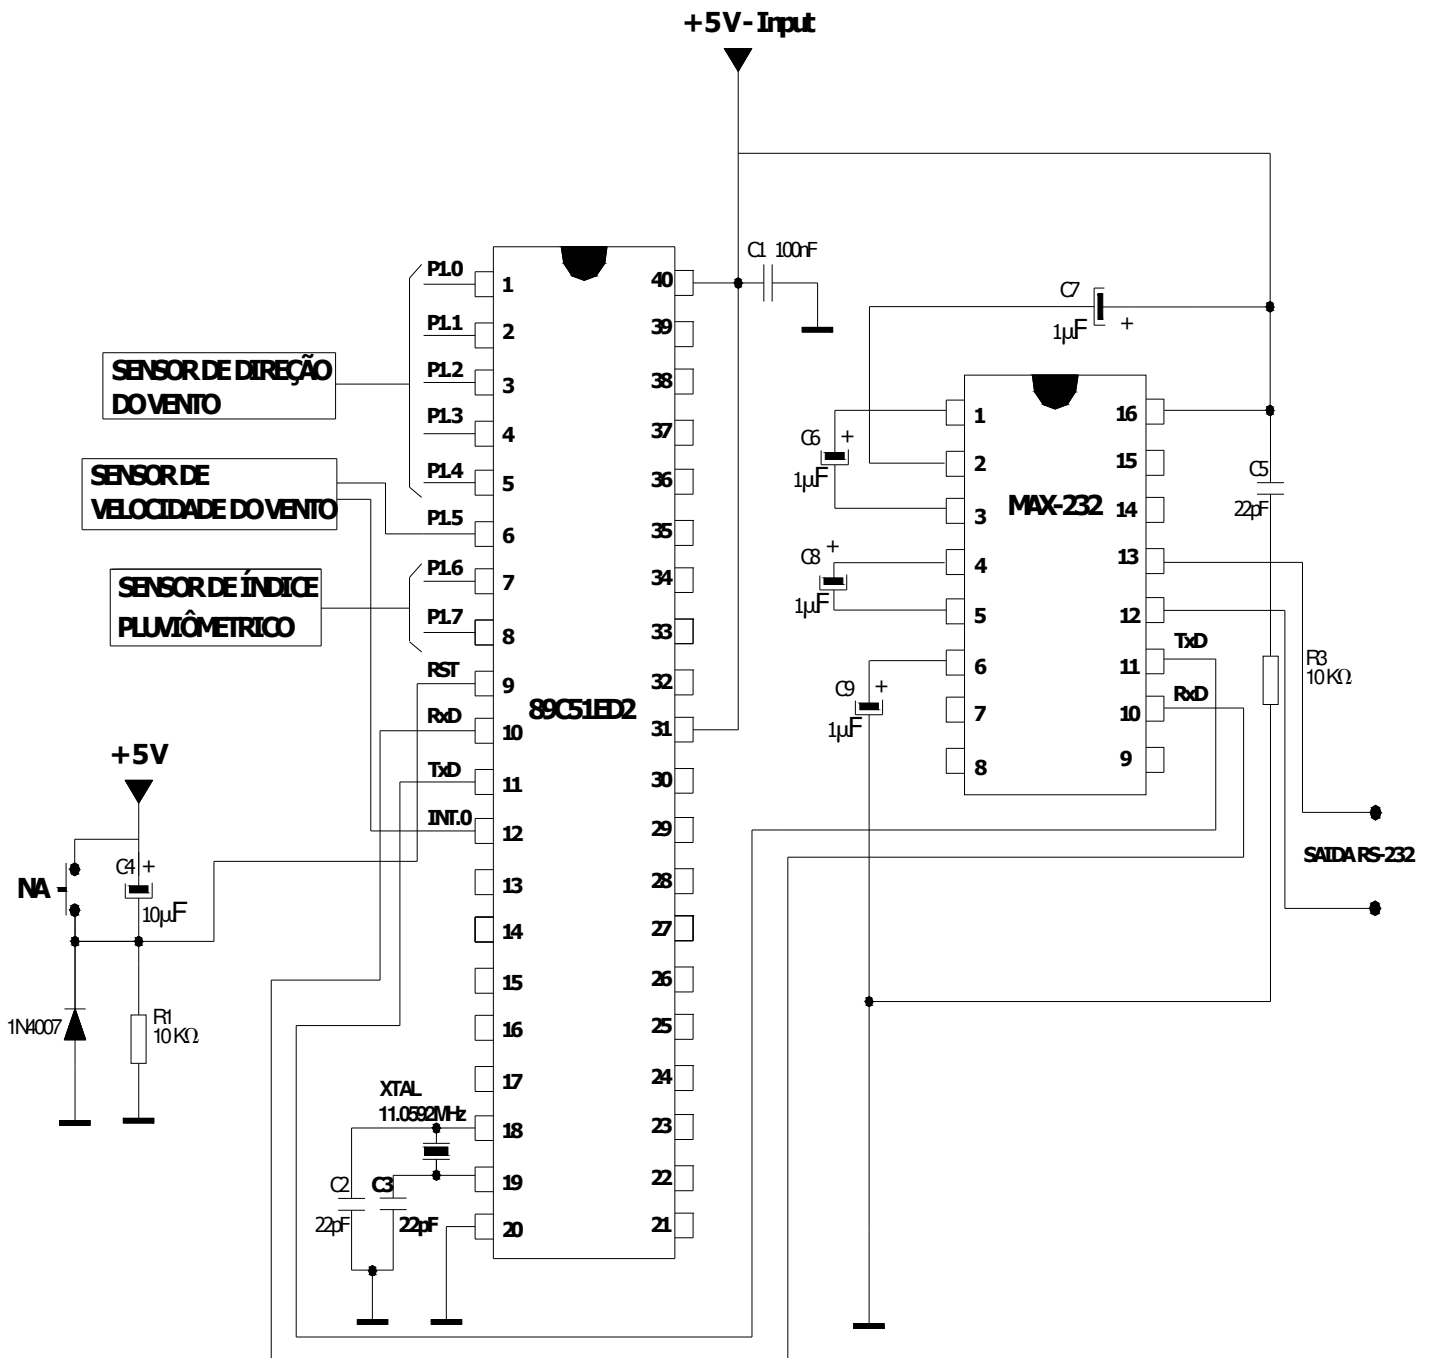 +5V-Input
C1 100nF
P1.0
P1.1
P1.2
P1.3
P1.4
P1.5
P1.6
P1.7
RST
RxD
TxD
INT.0
SENSOR DE DIREÇÃO
DO VENTO
SENSOR DE
VELOCIDADE DO VENTO
SENSOR DE ÍNDICE
PLUVIÔMETRICO
1
2
3
4
5
6
7
8
9
10
11
12
13
14
15
16
17
18
19
20
89C51ED2
40
39
38
37
36
35
34
33
32
31
30
29
28
27
26
25
24
23
22
21
+5V
NA
C4 +
10µF
1N4007
R1
10KΩ
XTAL
11.0592MHz
C2
22pF
C3
22pF
C7
1µF +
C6 +
1µF
C8 +
1µF
C9 +
1µF
1
2
3
4
5
6
7
8
MAX-232
16
15
14
13
12
11
10
9
TxD
RxD
C5
22pF
R3
10KΩ
SAIDA RS-232